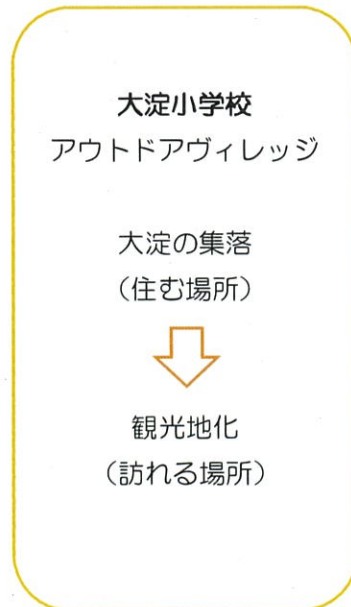 大淀小学校
アウトドアヴィレッジ
大淀の集落
（住む場所）
観光地化
（訪れる場所）